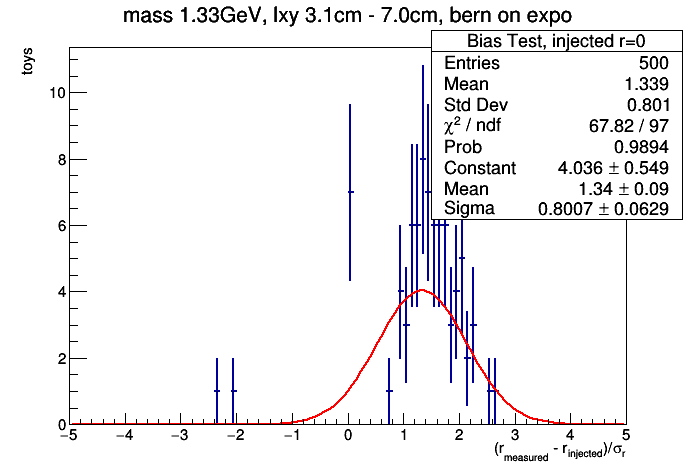 mass 1.33GeV, lxy 3.1cm - 7.0cm, bern on expo
toys
Bias Test, injected r=0
Entries 500
Mean 1.339
Std Dev 0.801
χ² / ndf 67.82 / 97
Prob 0.9894
Constant 4.036 ± 0.549
Mean 1.34 ± 0.09
Sigma 0.8007 ± 0.0629
10
8
6
4
2
0
−5 −4 −3 −2 −1 0 1 2 3 4 5
(r_measured - r_injected)/σ_r